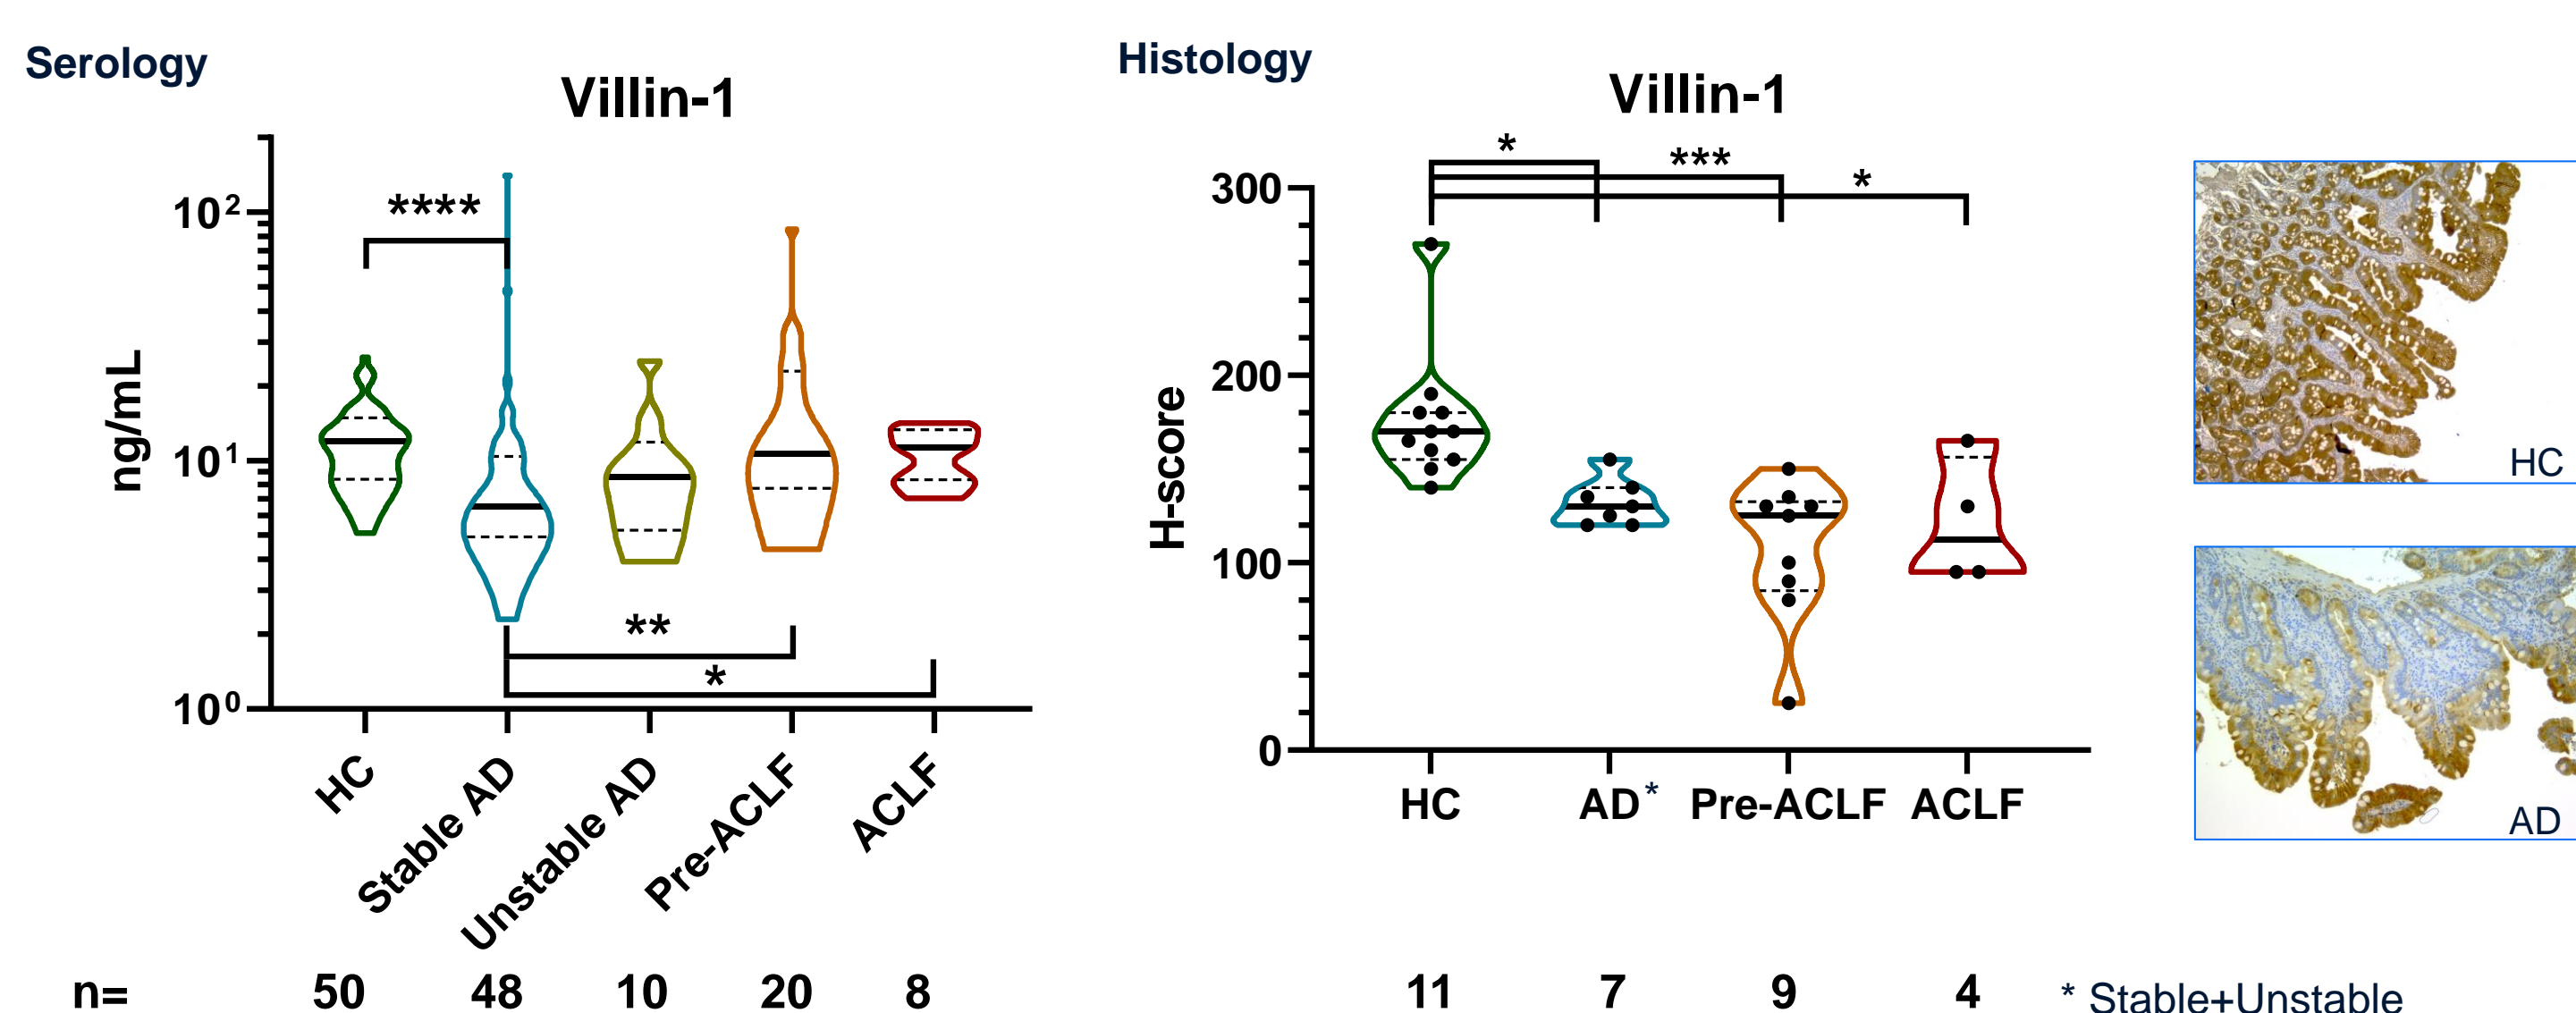 Serology
Villin-1
ng/mL
10²
10¹
10⁰
****
**
*
HC
Stable AD
Unstable AD
Pre-ACLF
ACLF
n= 50 48 10 20 8
Histology
Villin-1
H-score
300
200
100
0
*
***
*
HC AD* Pre-ACLF ACLF
11 7 9 4
* Stable+Unstable
HC
AD